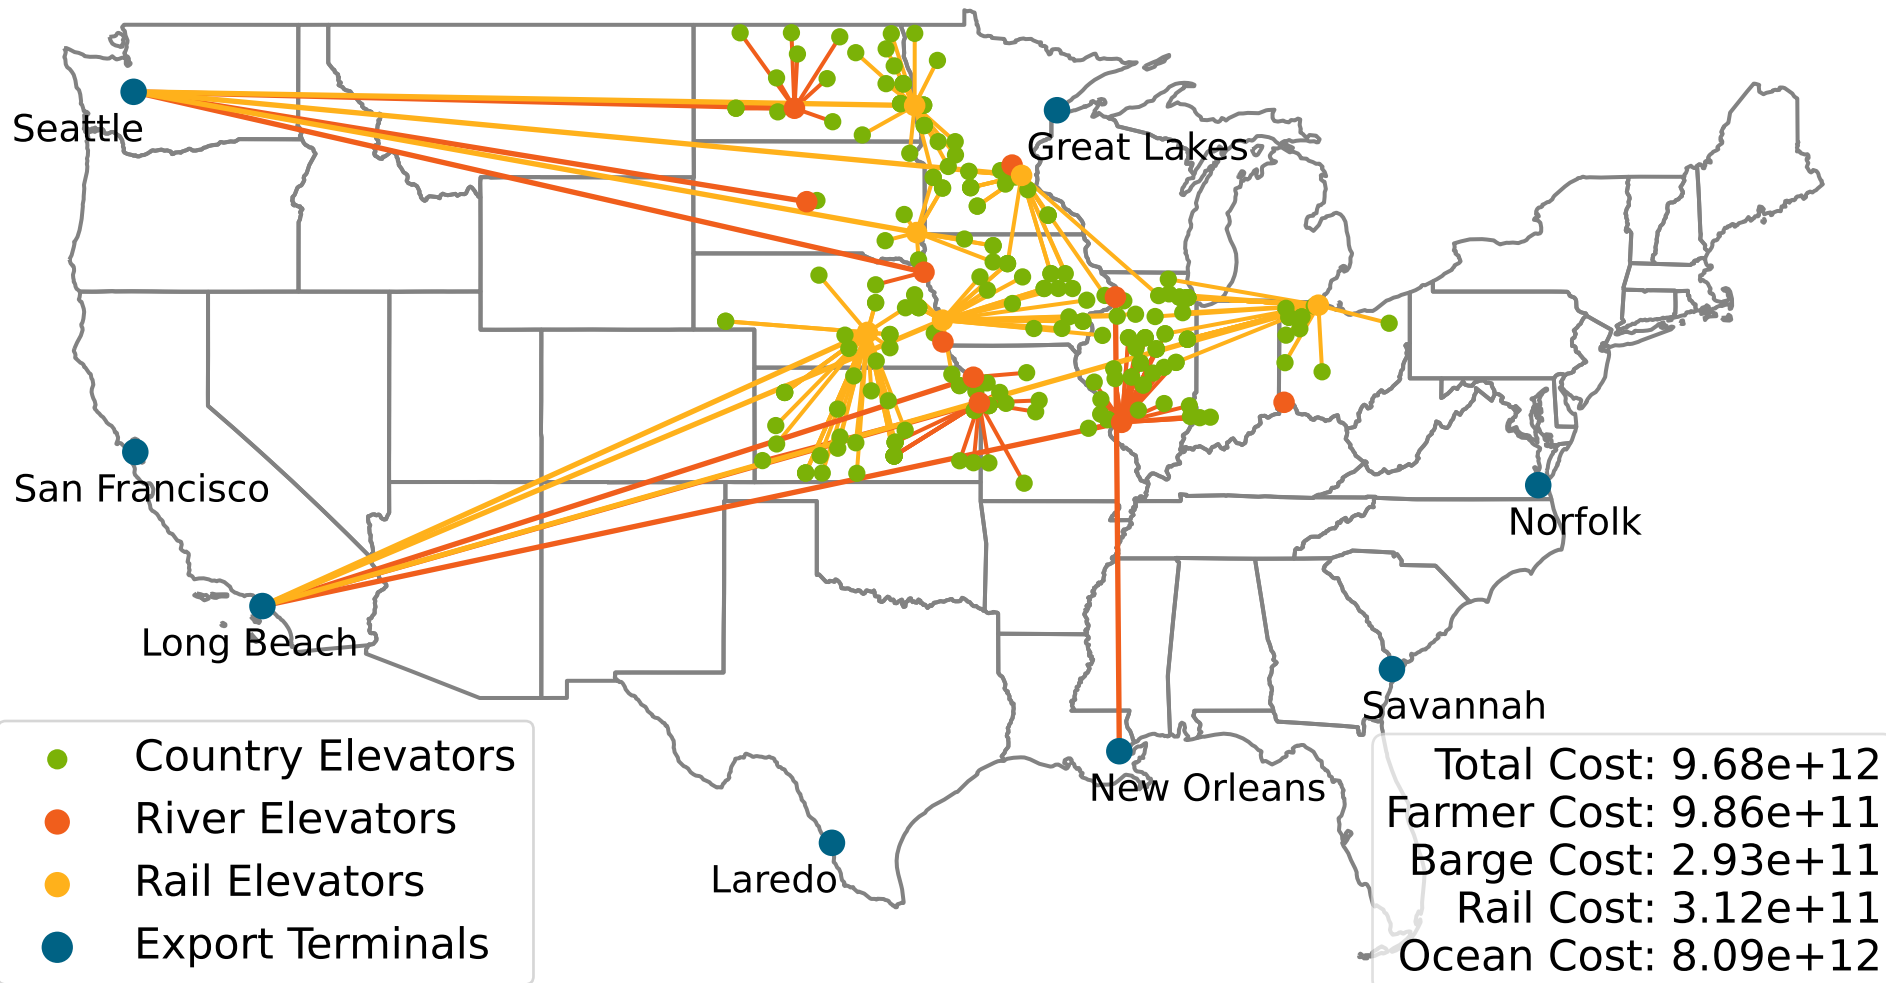 Seattle
Great Lakes
San Francisco
Norfolk
Long Beach
Savannah
New Orleans
Laredo
Country Elevators
River Elevators
Rail Elevators
Export Terminals
Total Cost: 9.68e+12
Farmer Cost: 9.86e+11
Barge Cost: 2.93e+11
Rail Cost: 3.12e+11
Ocean Cost: 8.09e+12